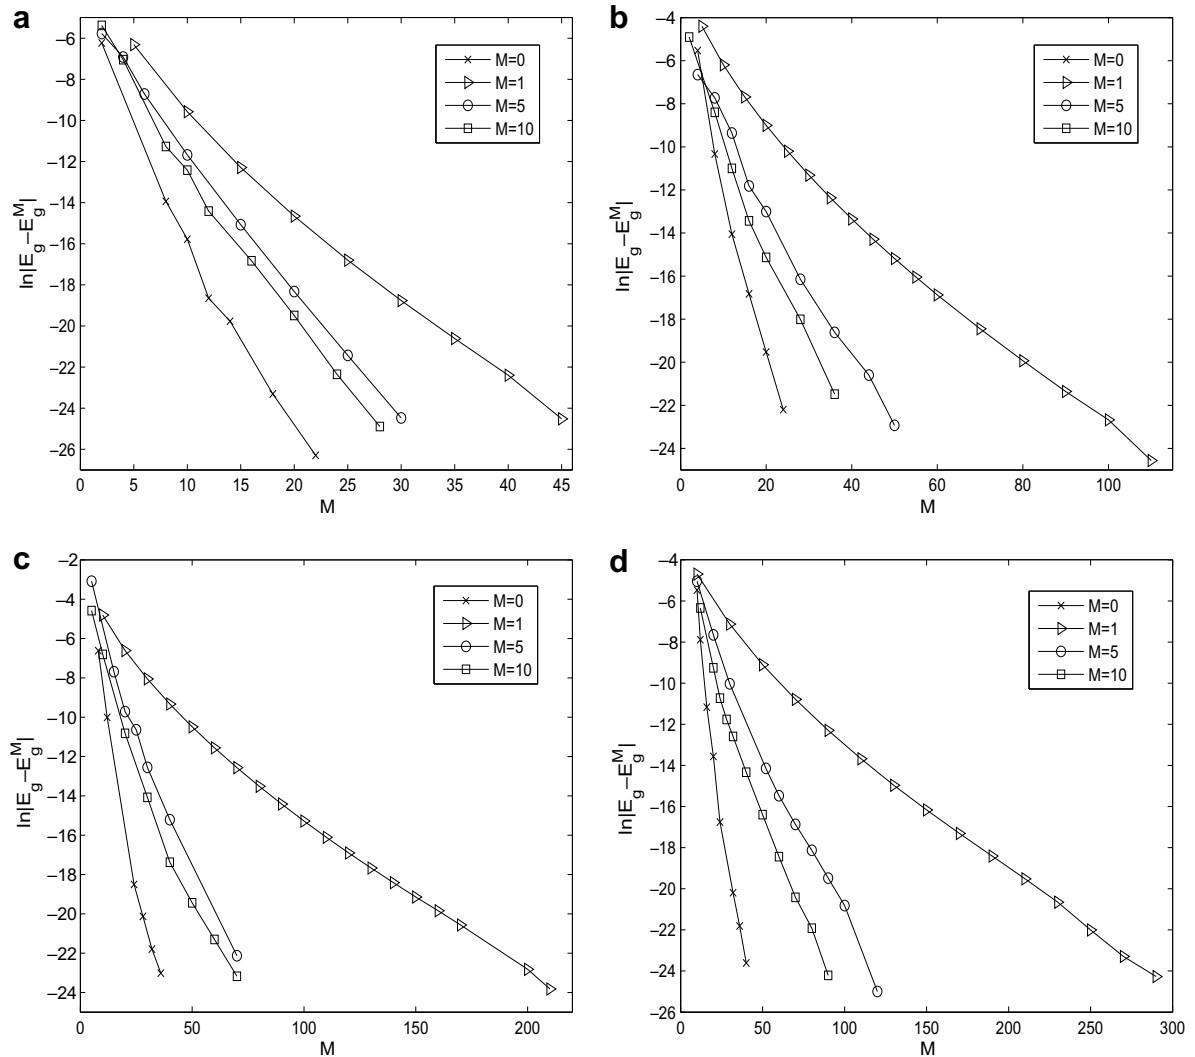 a
ln|E_g−E_g^M|
−6
−8
−10
−12
−14
−16
−18
−20
−22
−24
−26
0 5 10 15 20 25 30 35 40 45
M
M=0
M=1
M=5
M=10
b
ln|E_g−E_g^M|
−4
−6
−8
−10
−12
−14
−16
−18
−20
−22
−24
0 20 40 60 80 100
M
M=0
M=1
M=5
M=10
c
ln|E_g−E_g^M|
−2
−4
−6
−8
−10
−12
−14
−16
−18
−20
−22
−24
0 50 100 150 200
M
M=0
M=1
M=5
M=10
d
ln|E_g−E_g^M|
−4
−6
−8
−10
−12
−14
−16
−18
−20
−22
−24
−26
0 50 100 150 200 250 300
M
M=0
M=1
M=5
M=10